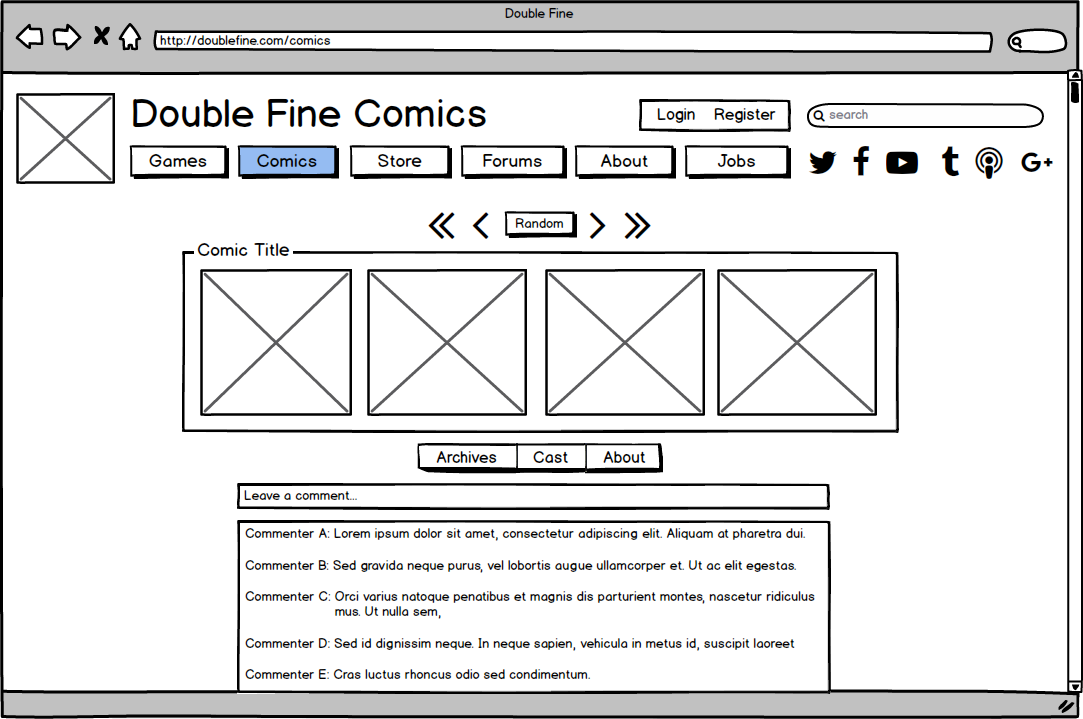 Double Fine
http://doublefine.com/comics
Double Fine Comics
Login Register
search
Games
Comics
Store
Forums
About
Jobs
G+
Random
Comic Title
Archives
Cast
About
Leave a comment...
Commenter A: Lorem ipsum dolor sit amet, consectetur adipiscing elit. Aliquam at pharetra dui.
Commenter B: Sed gravida neque purus, vel lobortis augue ullamcorper et. Ut ac elit egestas.
Commenter C: Orci varius natoque penatibus et magnis dis parturient montes, nascetur ridiculus
mus. Ut nulla sem,
Commenter D: Sed id dignissim neque. In neque sapien, vehicula in metus id, suscipit laoreet
Commenter E: Cras luctus rhoncus odio sed condimentum.